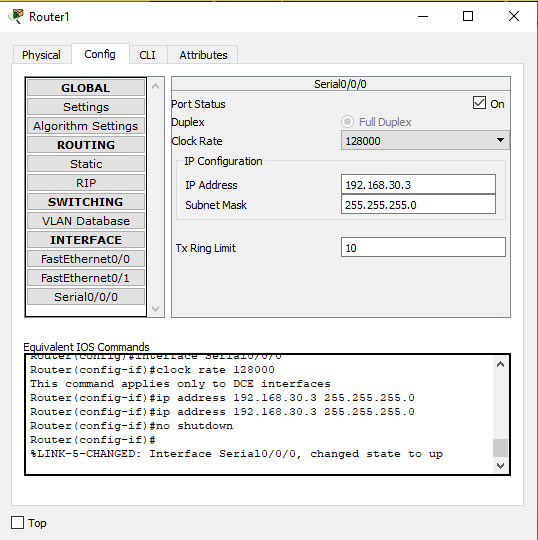 Router1
Physical Config CLI Attributes
GLOBAL
Settings
Algorithm Settings
ROUTING
Static
RIP
SWITCHING
VLAN Database
INTERFACE
FastEthernet0/0
FastEthernet0/1
Serial0/0/0
Serial0/0/0
Port Status On
Duplex Full Duplex
Clock Rate 128000
IP Configuration
IP Address 192.168.30.3
Subnet Mask 255.255.255.0
Tx Ring Limit 10
Equivalent IOS Commands
Router(config)#interface Serial0/0/0
Router(config-if)#clock rate 128000
This command applies only to DCE interfaces
Router(config-if)#ip address 192.168.30.3 255.255.255.0
Router(config-if)#ip address 192.168.30.3 255.255.255.0
Router(config-if)#no shutdown
Router(config-if)#
%LINK-5-CHANGED: Interface Serial0/0/0, changed state to up
Top